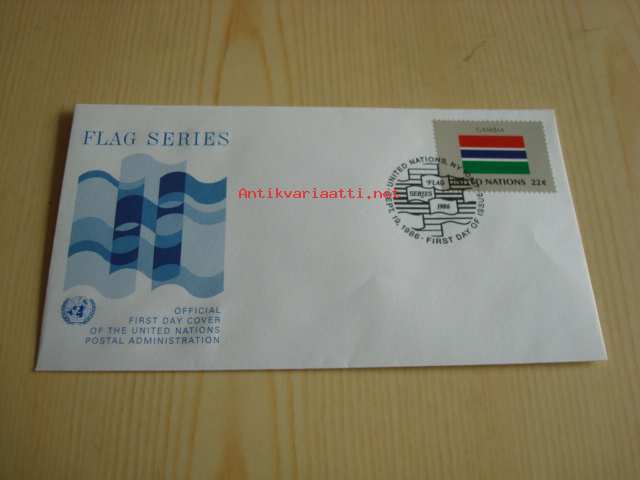 FLAG SERIES
OFFICIAL
FIRST DAY COVER
OF THE UNITED NATIONS
POSTAL ADMINISTRATION
Antikvariaatti.net
GAMBIA
UNITED NATIONS 22¢
UNITED NATIONS, NY
SEPT 19, 1986 - FIRST DAY OF ISSUE
FLAG
SERIES
1986